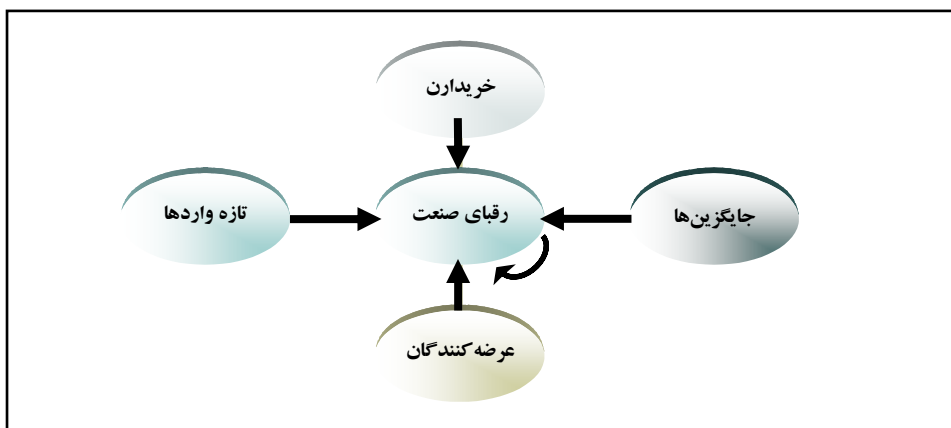 خریدارن
جایگزین‌ها
رقبای صنعت
تازه واردها
عرضه کنندگان